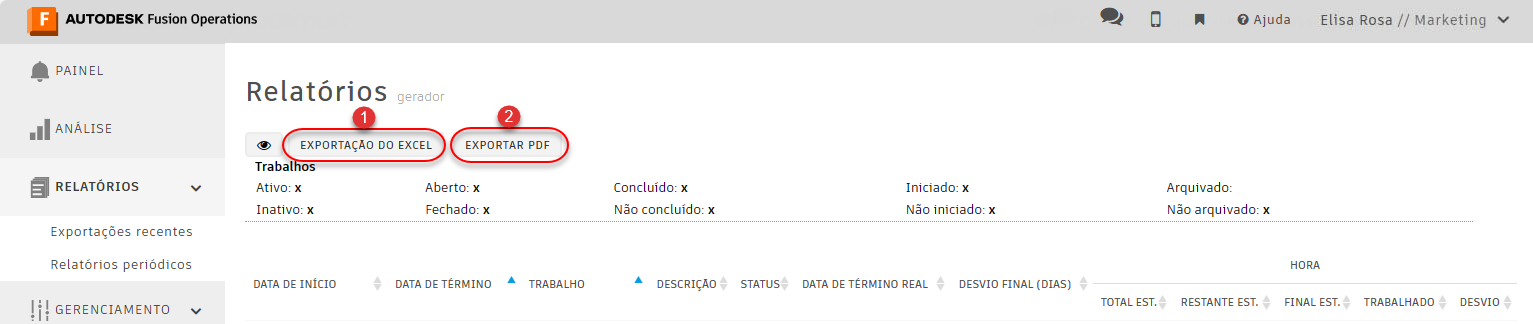 F AUTODESK Fusion Operations
? Ajuda
Elisa Rosa // Marketing
PAINEL
ANÁLISE
RELATÓRIOS
Exportações recentes
Relatórios periódicos
GERENCIAMENTO
Relatórios gerador
1 2
EXPORTAÇÃO DO EXCEL EXPORTAR PDF
Trabalhos
Ativo: x Aberto: x Concluído: x Iniciado: x Arquivado:
Inativo: x Fechado: x Não concluído: x Não iniciado: x Não arquivado: x
HORA
DATA DE INÍCIO DATA DE TÉRMINO TRABALHO DESCRIÇÃO STATUS DATA DE TÉRMINO REAL DESVIO FINAL (DIAS)
TOTAL EST. RESTANTE EST. FINAL EST. TRABALHADO DESVIO